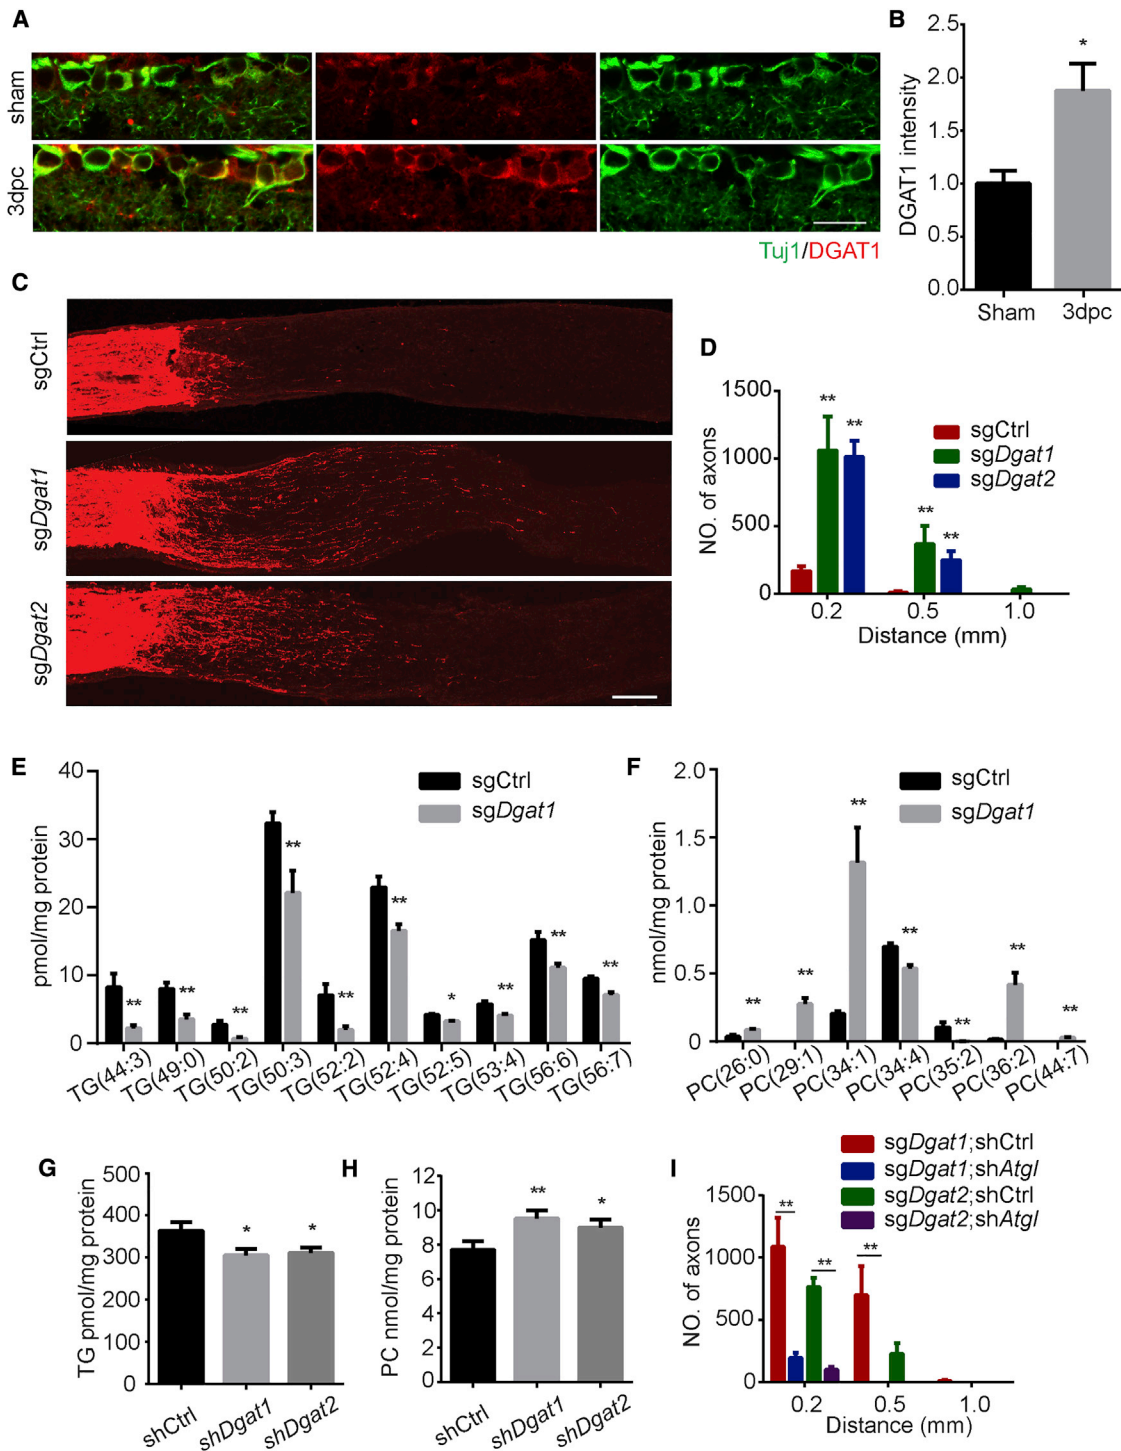 A
sham
3dpc
Tuj1/DGAT1
B
DGAT1 intensity
2.5
2.0
1.5
1.0
0.5
0.0
*
Sham 3dpc
C
sgCtrl
sgDgat1
sgDgat2
D
NO. of axons
1500
1000
500
0
** **
** **
sgCtrl
sgDgat1
sgDgat2
0.2 0.5 1.0
Distance (mm)
E
pmol/mg protein
40
30
20
10
0
sgCtrl
sgDgat1
** ** ** ** ** ** * ** ** **
TG(44:3) TG(49:0) TG(50:2) TG(50:3) TG(52:2) TG(52:4) TG(52:5) TG(53:4) TG(56:6) TG(56:7)
F
nmol/mg protein
2.0
1.5
1.0
0.5
0
sgCtrl
sgDgat1
** ** ** ** ** ** **
PC(26:0) PC(29:1) PC(34:1) PC(34:4) PC(35:2) PC(36:2) PC(44:7)
G
TG pmol/mg protein
500
400
300
200
100
0
* *
shCtrl shDgat1 shDgat2
H
PC nmol/mg protein
12
10
8
6
4
2
0
** *
shCtrl shDgat1 shDgat2
I
sgDgat1;shCtrl
sgDgat1;shAtgl
sgDgat2;shCtrl
sgDgat2;shAtgl
NO. of axons
1500
1000
500
0
** ** **
0.2 0.5 1.0
Distance (mm)